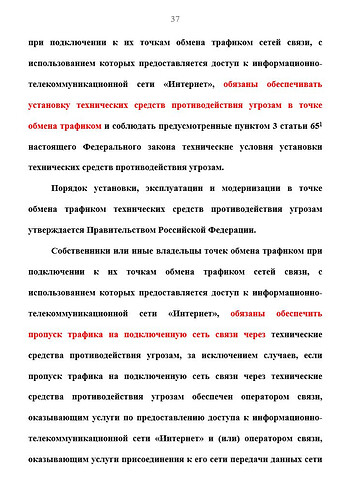 37
при подключении к их точкам обмена трафиком сетей связи, с
использованием которых предоставляется доступ к информационно-
телекоммуникационной сети «Интернет», обязаны обеспечивать
установку технических средств противодействия угрозам в точке
обмена трафиком и соблюдать предусмотренные пунктом 3 статьи 65¹
настоящего Федерального закона технические условия установки
технических средств противодействия угрозам.
Порядок установки, эксплуатации и модернизации в точке
обмена трафиком технических средств противодействия угрозам
утверждается Правительством Российской Федерации.
Собственники или иные владельцы точек обмена трафиком при
подключении к их точкам обмена трафиком сетей связи, с
использованием которых предоставляется доступ к информационно-
телекоммуникационной сети «Интернет», обязаны обеспечить
пропуск трафика на подключенную сеть связи через технические
средства противодействия угрозам, за исключением случаев, если
пропуск трафика на подключенную сеть связи через технические
средства противодействия угрозам обеспечен оператором связи,
оказывающим услуги по предоставлению доступа к информационно-
телекоммуникационной сети «Интернет» и (или) оператором связи,
оказывающим услуги присоединения к его сети передачи данных сети